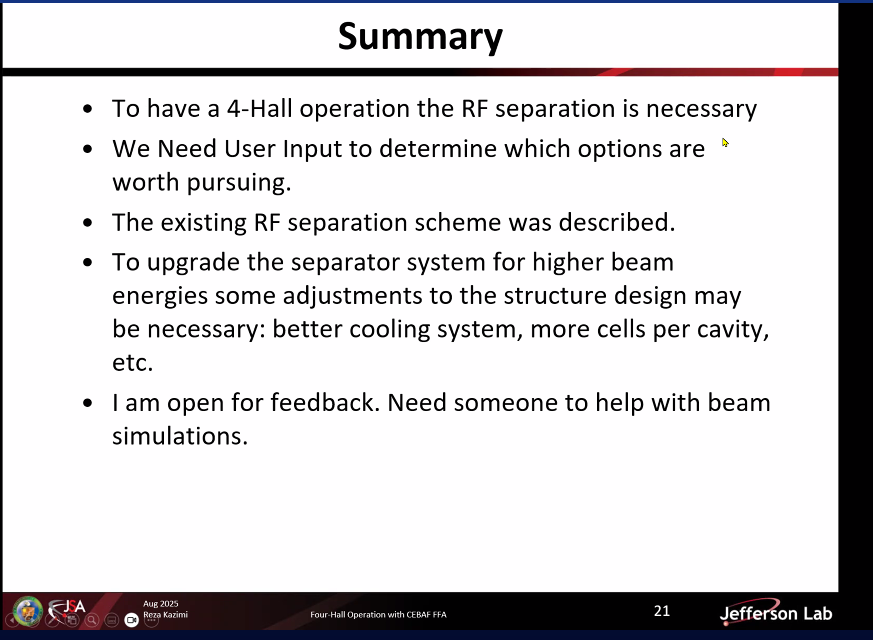 Summary
• To have a 4-Hall operation the RF separation is necessary
• We Need User Input to determine which options are
worth pursuing.
• The existing RF separation scheme was described.
• To upgrade the separator system for higher beam
energies some adjustments to the structure design may
be necessary: better cooling system, more cells per cavity,
etc.
• I am open for feedback. Need someone to help with beam
simulations.
JSA
Aug 2025
Reza Kazimi
Four-Hall Operation with CEBAF FFA
21
Jefferson Lab